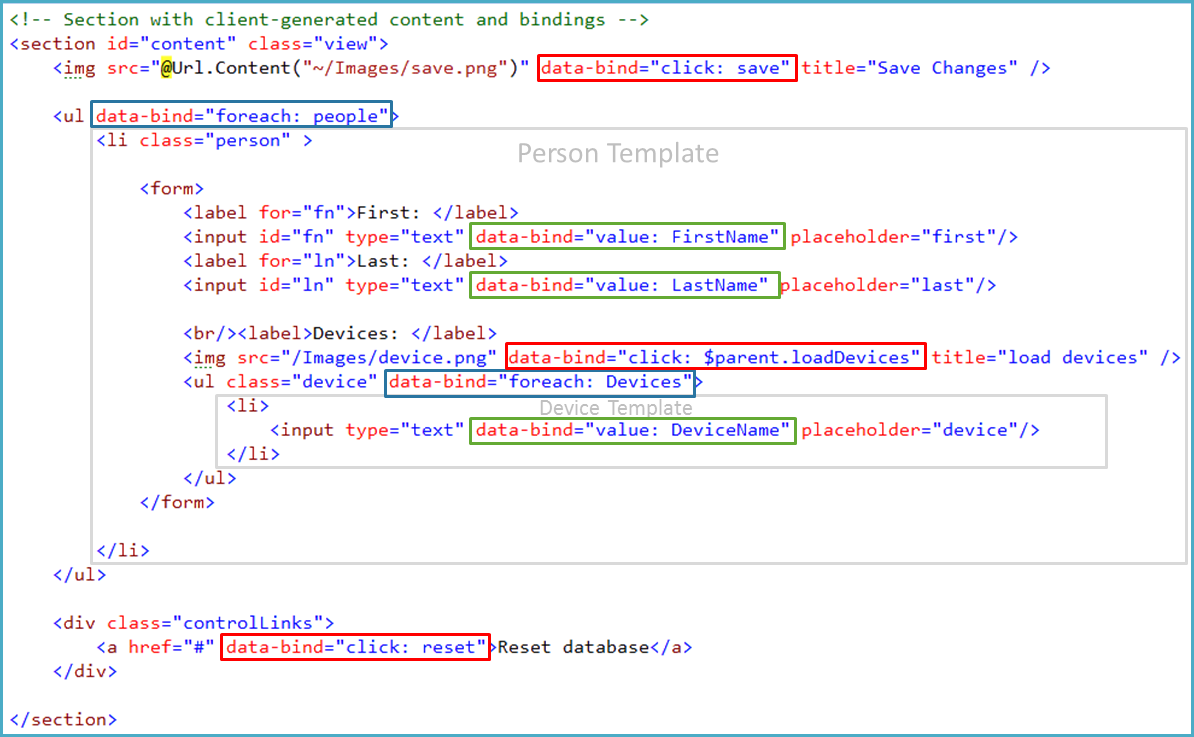 <!-- Section with client-generated content and bindings -->
<section id="content" class="view">
<img src="@Url.Content("~/Images/save.png")" data-bind="click: save" title="Save Changes" />
<ul data-bind="foreach: people">
<li class="person" >
Person Template
<form>
<label for="fn">First: </label>
<input id="fn" type="text" data-bind="value: FirstName" placeholder="first"/>
<label for="ln">Last: </label>
<input id="ln" type="text" data-bind="value: LastName" placeholder="last"/>
<br/><label>Devices: </label>
<img src="/Images/device.png" data-bind="click: $parent.loadDevices" title="load devices" />
<ul class="device" data-bind="foreach: Devices">
<li>
Device Template
<input type="text" data-bind="value: DeviceName" placeholder="device"/>
</li>
</ul>
</form>
</li>
</ul>
<div class="controlLinks">
<a href="#" data-bind="click: reset">Reset database</a>
</div>
</section>